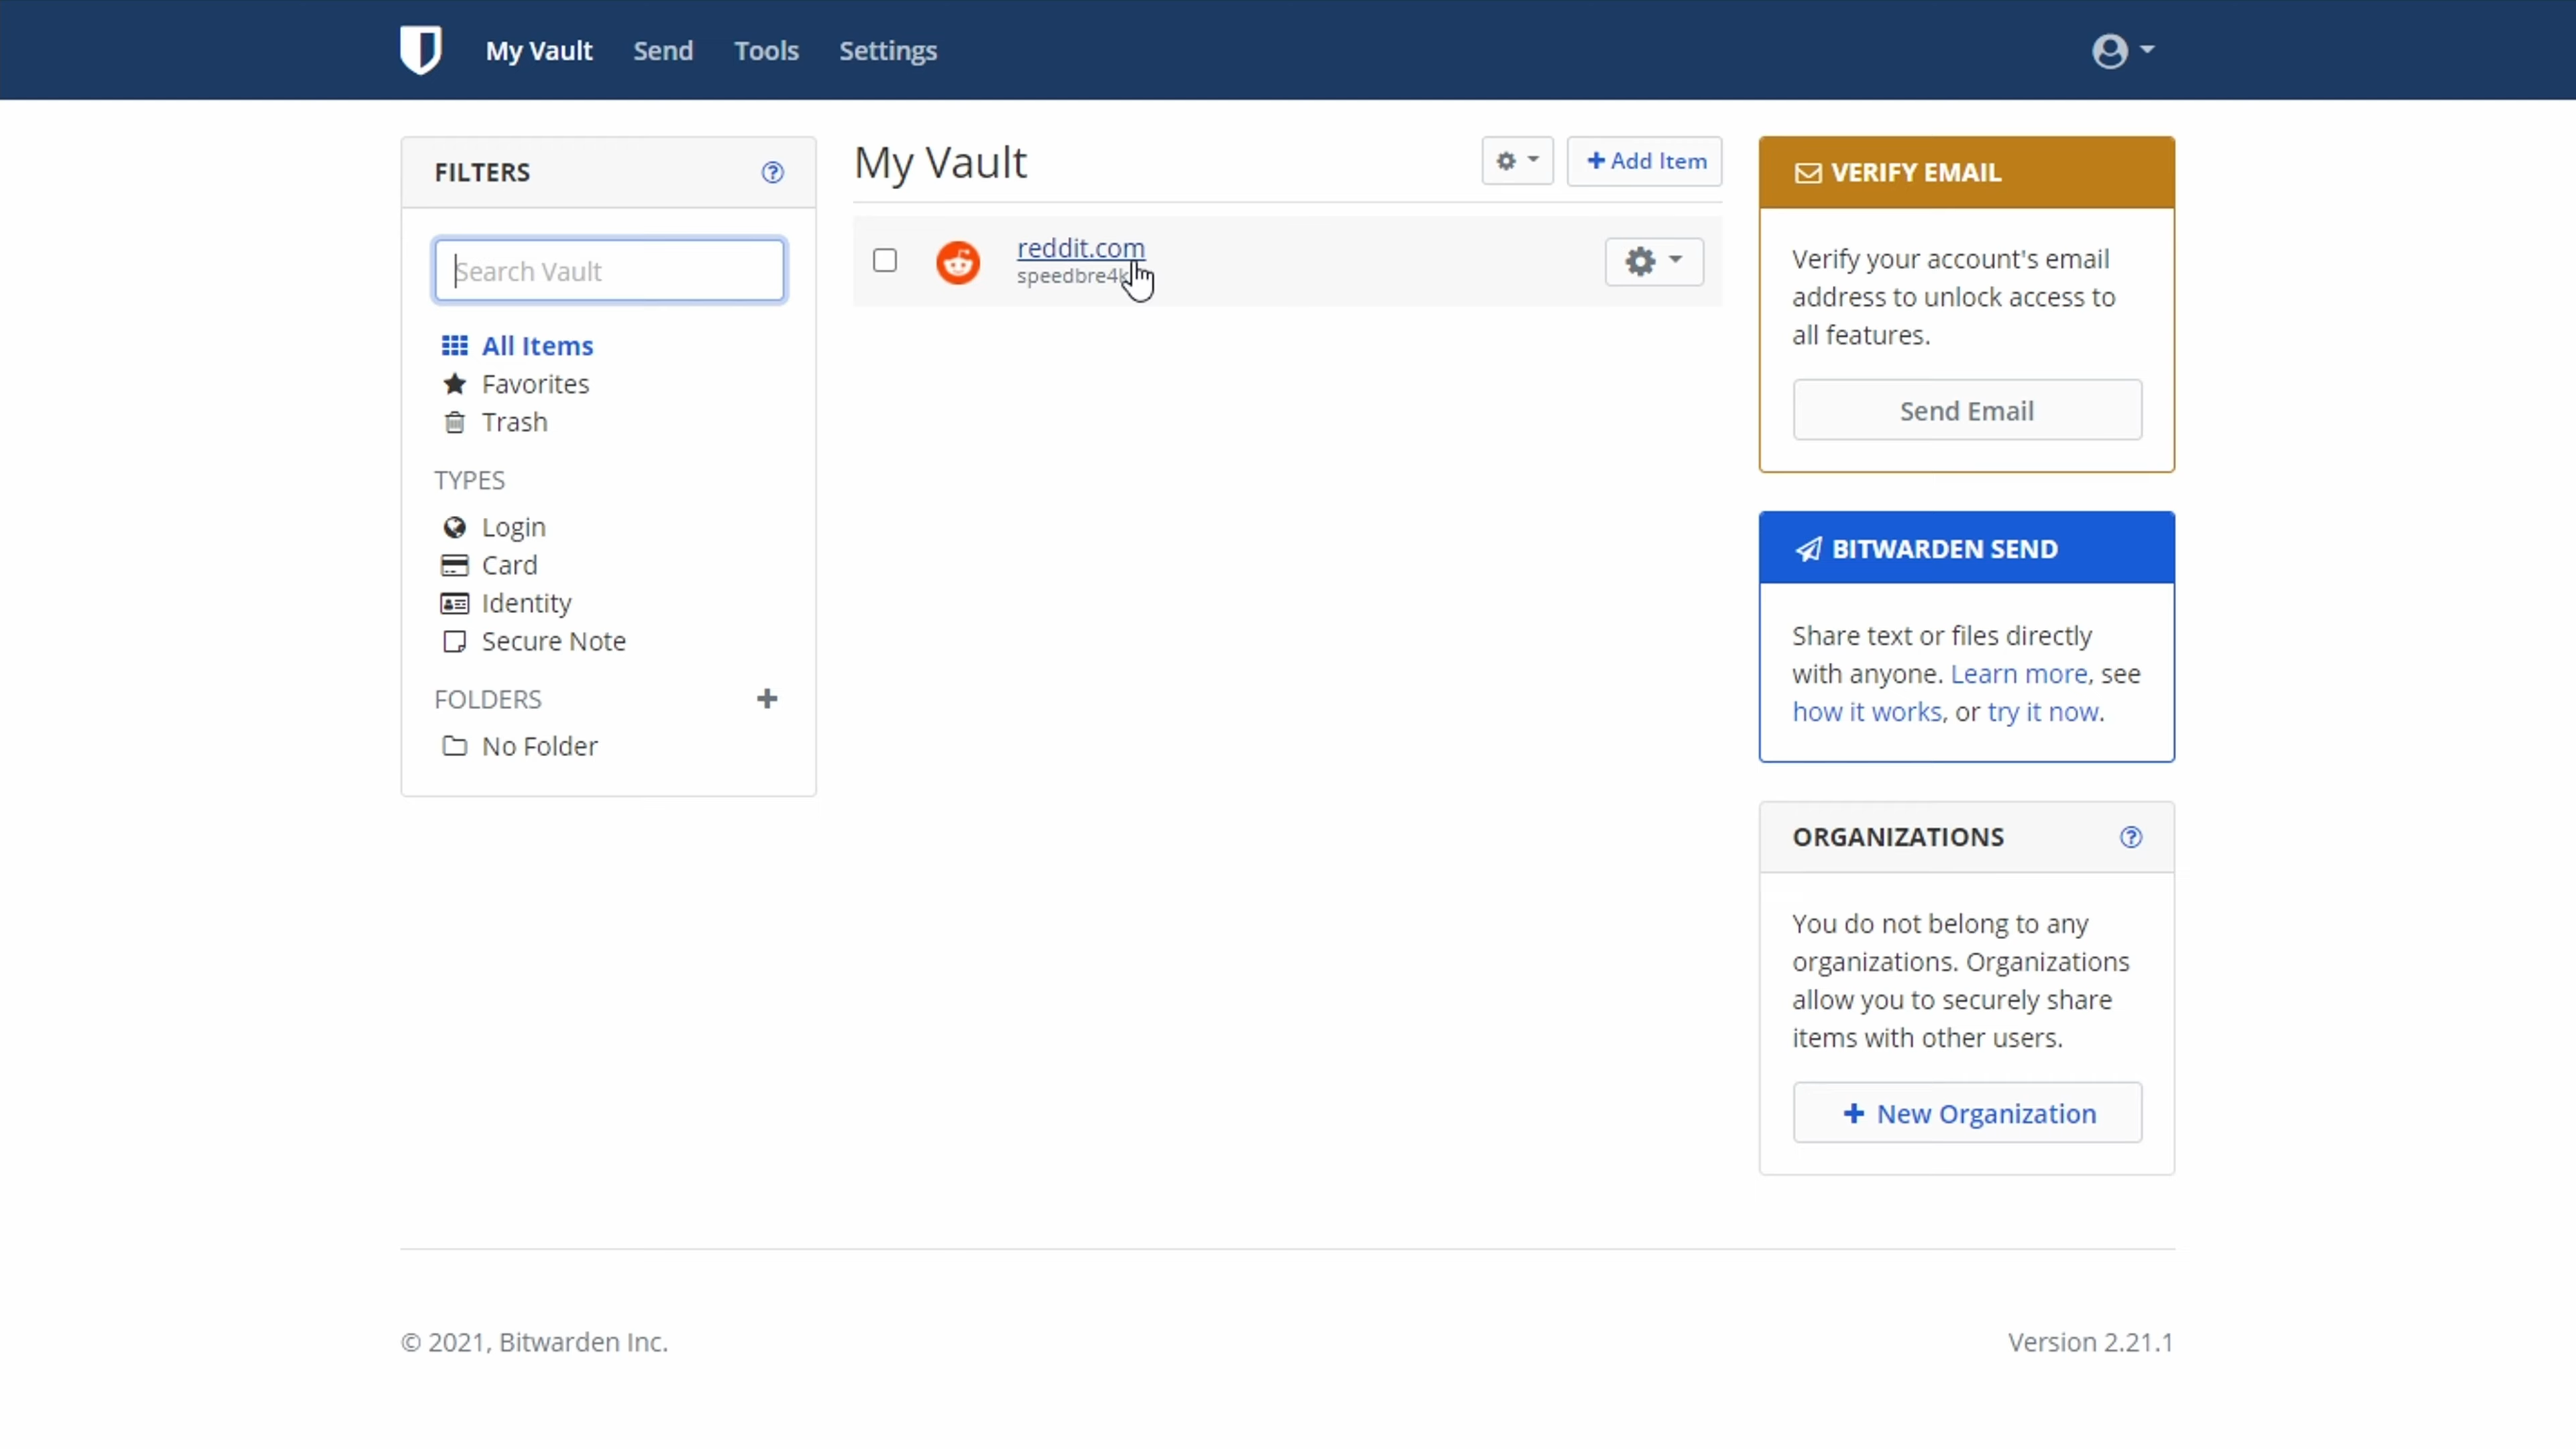 My Vault Send Tools Settings
FILTERS
Search Vault
All Items
Favorites
Trash
TYPES
Login
Card
Identity
Secure Note
FOLDERS
No Folder
My Vault
Add Item
reddit.com
speedbre4k
VERIFY EMAIL
Verify your account's email
address to unlock access to
all features.
Send Email
BITWARDEN SEND
Share text or files directly
with anyone. Learn more, see
how it works, or try it now.
ORGANIZATIONS
You do not belong to any
organizations. Organizations
allow you to securely share
items with other users.
New Organization
© 2021, Bitwarden Inc.
Version 2.21.1